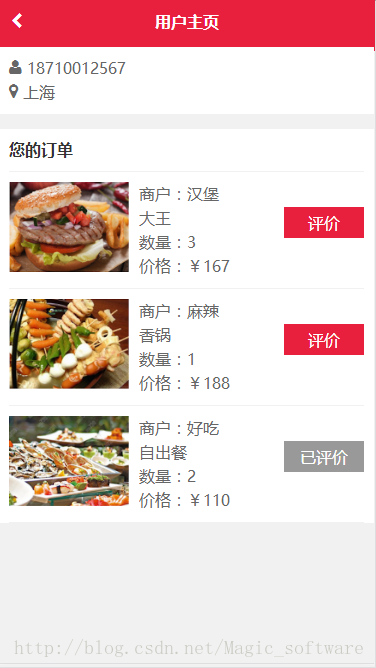 用户主页
18710012567
上海
您的订单
商户：汉堡
大王
数量：3
价格：￥167
评价
商户：麻辣
香锅
数量：1
价格：￥188
评价
商户：好吃
自出餐
数量：2
价格：￥110
已评价
http://blog.csdn.net/Magic_software